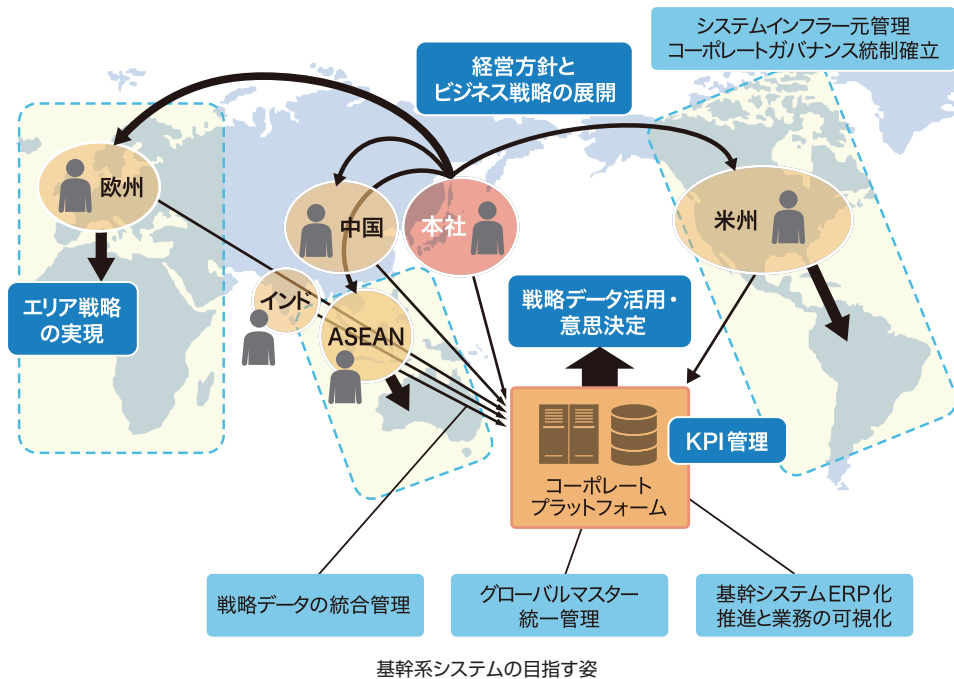 システムインフラ一元管理
コーポレートガバナンス統制確立
経営方針と
ビジネス戦略の展開
欧州
中国
本社
米州
インド
ASEAN
エリア戦略
の実現
戦略データ活用・
意思決定
KPI管理
コーポレート
プラットフォーム
戦略データの統合管理
グローバルマスター
統一管理
基幹システムERP化
推進と業務の可視化
基幹系システムの目指す姿